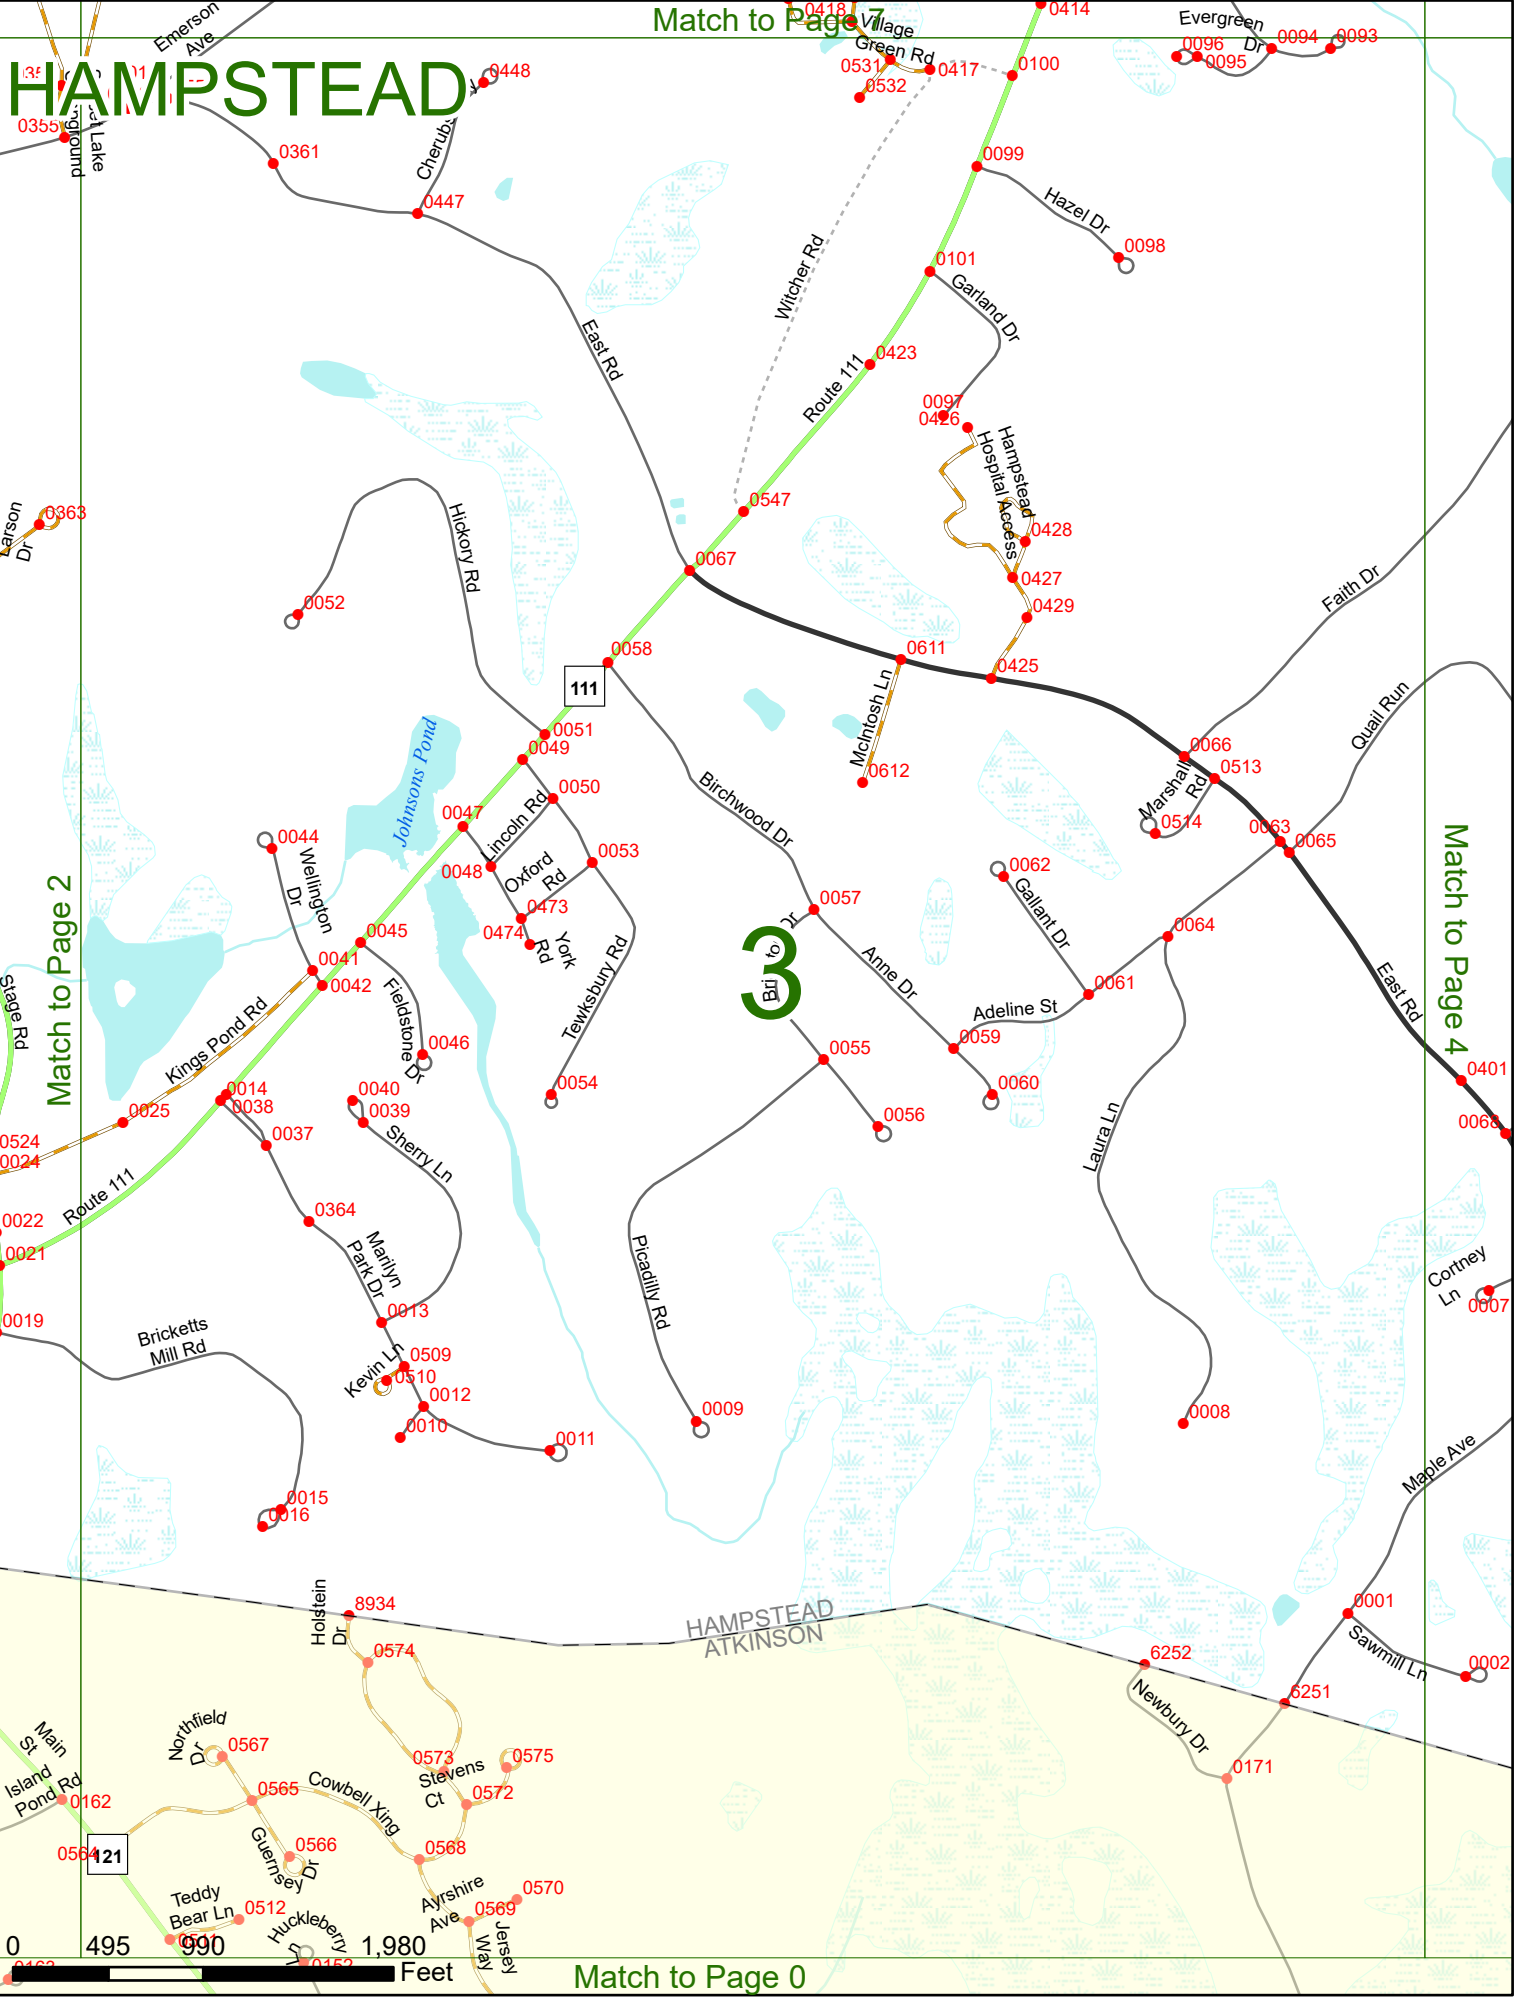 Match to Page 7
0418
0414
Village
Green Rd
Evergreen
Dr
0096
0095
0094
0093
0531
0417
0100
0532
Emerson
Ave
HAMPSTEAD
0448
0355
0361
0447
0099
Hazel Dr
0098
0101
Garland Dr
Witcher Rd
East Rd
0423
Route 111
0097
0426
Hampstead
Hospital Access
Larson
Dr
0363
Hickory Rd
0547
0428
0067
0427
0052
0429
Faith Dr
0058
0611
0425
111
McIntosh Ln
Quail Run
0051
0049
0066
0513
0612
Marshall
Rd
0514
Johnsons Pond
0050
0047
Lincoln Rd
Birchwood Dr
0063
0065
0044
Wellington
Dr
0048
Oxford
Rd
0053
0062
Gallant Dr
Match to Page 2
Match to Page 4
0473
0474
York
Rd
0057
3
0064
0045
0041
0042
Fieldstone Dr
Tewksbury Rd
Anne Dr
Adeline St
0061
East Rd
Stage Rd
Kings Pond Rd
0046
0059
0055
0060
0054
0401
0014
0038
0040
0039
0025
0056
0068
0524
0024
0037
Sherry Ln
Laura Ln
Route 111
0364
0022
0021
Marilyn
Park Dr
Picadilly Rd
Cortney
Ln
0007
0019
0013
Bricketts
Mill Rd
Kevin Ln
0509
0510
0012
0010
0011
0009
0008
Maple Ave
0015
0016
Holstein
Dr
8934
HAMPSTEAD
ATKINSON
0001
Sawmill Ln
0002
0574
6252
6251
Newbury Dr
0171
Main
St
Northfield
Dr
0567
0573
0575
Stevens
Ct
0572
Island
Pond Rd
0162
0565
Cowbell Xing
0564
121
Guernsey
Dr
0566
0568
Teddy
Bear Ln
0512
0511
Ayrshire
Ave
0570
0569
Huckleberry
Ln
0152
Jersey
Way
0163
0 495 990 1,980
Feet
Match to Page 0